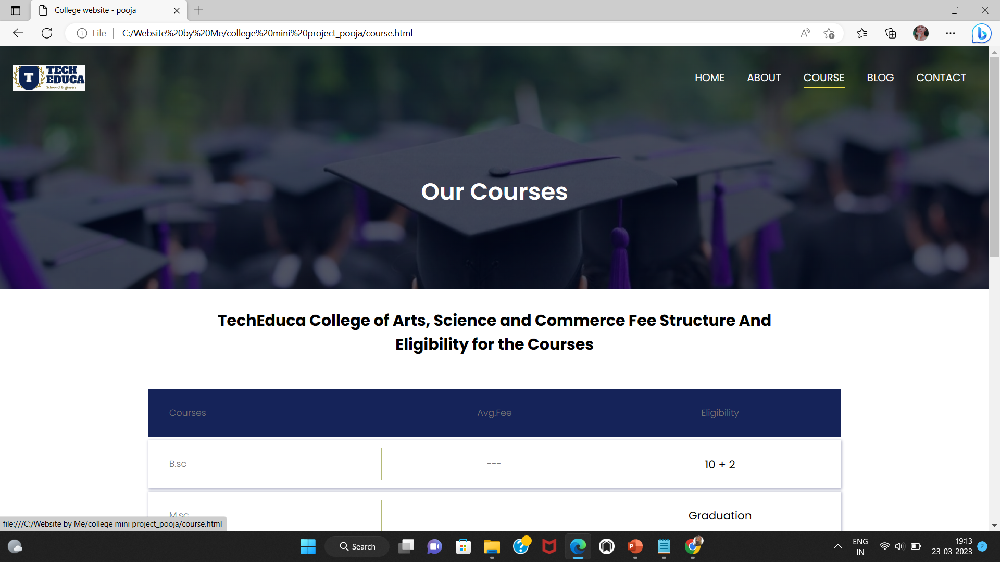 College website - pooja
File
C:/Website%20by%20Me/college%20mini%20project_pooja/course.html
TECH
EDUCA
School of Engineers
T
HOME
ABOUT
COURSE
BLOG
CONTACT
Our Courses
TechEduca College of Arts, Science and Commerce Fee Structure And
Eligibility for the Courses
Courses
Avg.Fee
Eligibility
B.sc
---
10 + 2
M.sc
---
Graduation
file:///C:/Website by Me/college mini project_pooja/course.html
Search
ENG
IN
19:13
23-03-2023
2